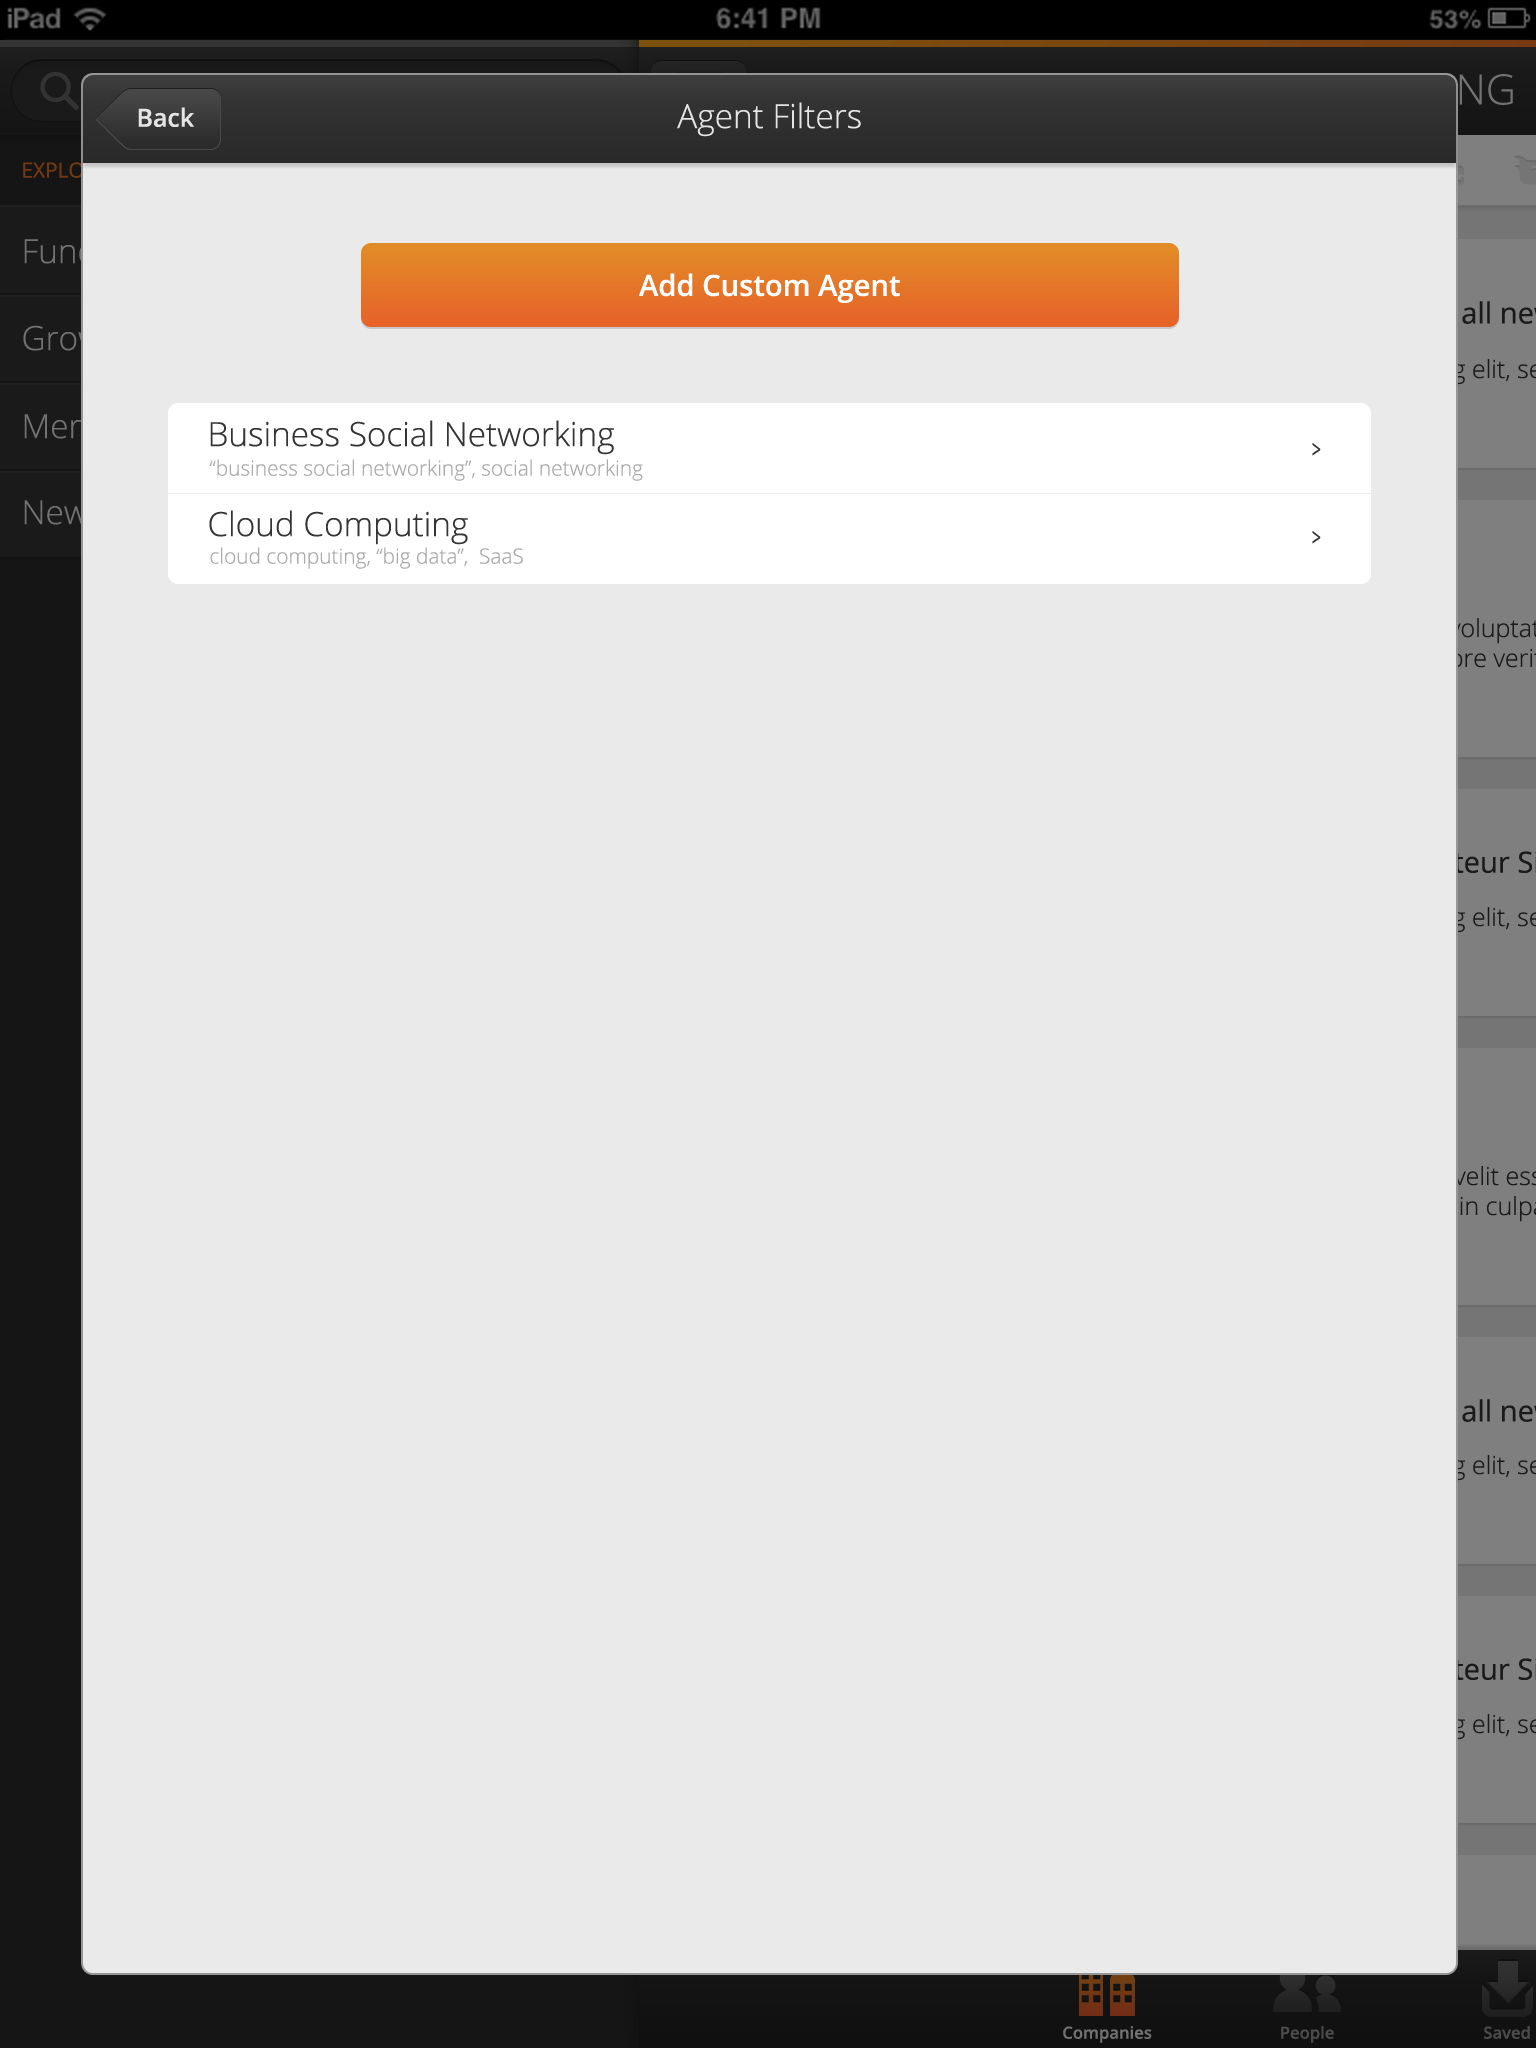 iPad 6:41 PM 53%
NG
Back
Agent Filters
EXPLO
Add Custom Agent
Business Social Networking
“business social networking”, social networking
Cloud Computing
cloud computing, “big data”,  SaaS
Gro
Mer
New
all ne
g elit, se
voluptat
ore veri
teur S
g elit, se
velit ess
in culpa
all ne
g elit, se
teur S
g elit, se
Companies
People
Saved